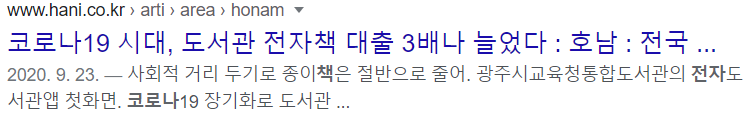 www.hani.co.kr › arti › area › honam
코로나19 시대, 도서관 전자책 대출 3배나 늘었다 : 호남 : 전국 ...
2020. 9. 23. — 사회적 거리 두기로 종이책은 절반으로 줄어. 광주시교육청통합도서관의 전자도
서관앱 첫화면. 코로나19 장기화로 도서관 ...